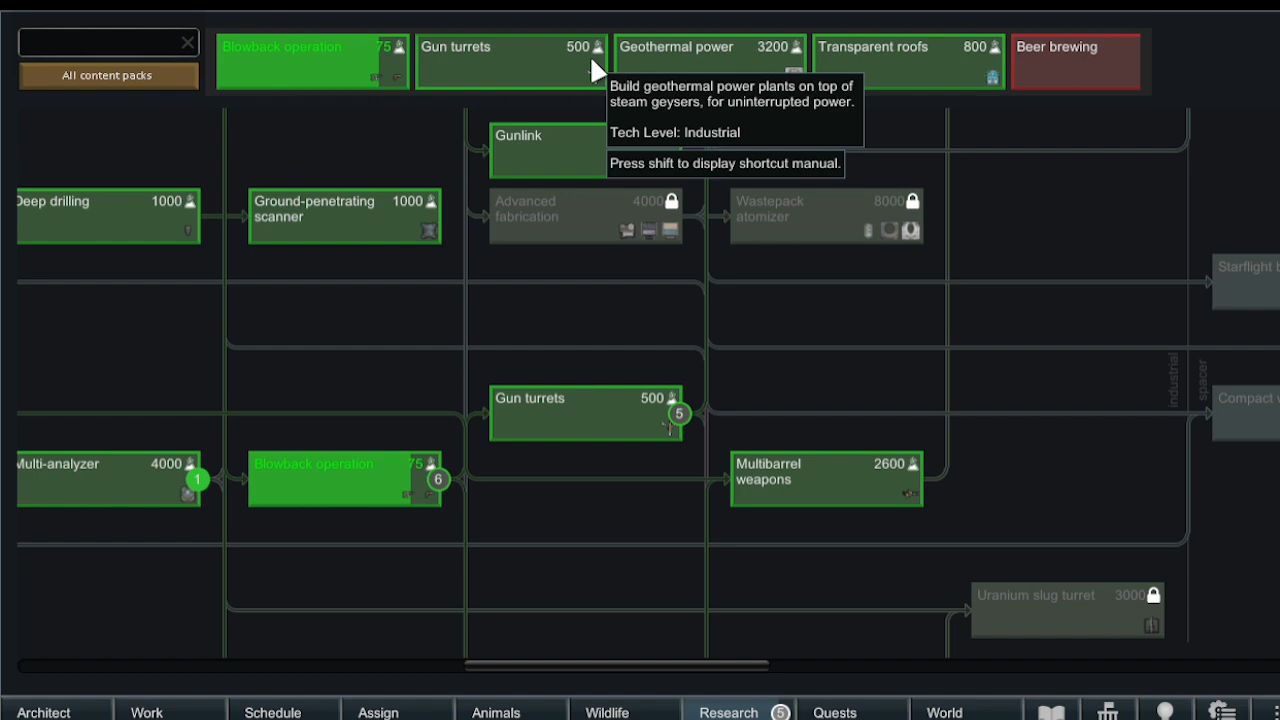 Blowback operation 75
Gun turrets 500
Geothermal power 3200
Transparent roofs 800
Beer brewing
All content packs
Build geothermal power plants on top of
steam geysers, for uninterrupted power.
Tech Level: Industrial
Press shift to display shortcut manual.
Gunlink
Deep drilling 1000
Ground-penetrating 1000
scanner
Advanced 4000
fabrication
Wastepack 8000
atomizer
Starflight
industrial
spacer
Gun turrets 500
5
Compact
Multi-analyzer 4000
1
Blowback operation 75
6
Multibarrel 2600
weapons
Uranium slug turret 3000
Architect
Work
Schedule
Assign
Animals
Wildlife
Research 5
Quests
World